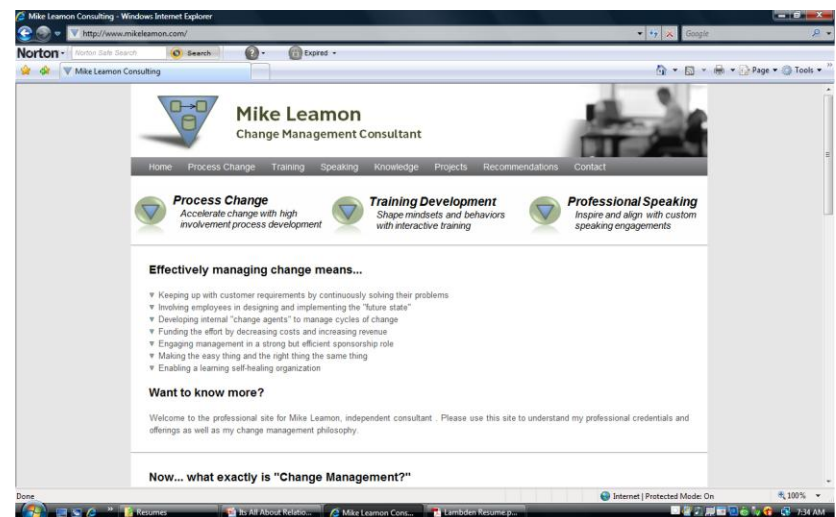 Mike Leamon Consulting - Windows Internet Explorer
http://www.mikeleamon.com/
Google
Norton Norton Safe Search Search Expired
Mike Leamon Consulting
Page Tools
Mike Leamon
Change Management Consultant
Home Process Change Training Speaking Knowledge Projects Recommendations Contact
Process Change
Accelerate change with high
involvement process development
Training Development
Shape mindsets and behaviors
with interactive training
Professional Speaking
Inspire and align with custom
speaking engagements
Effectively managing change means...
Keeping up with customer requirements by continuously solving their problems
Involving employees in designing and implementing the "future state"
Developing internal "change agents" to manage cycles of change
Funding the effort by decreasing costs and increasing revenue
Engaging management in a strong but efficient sponsorship role
Making the easy thing and the right thing the same thing
Enabling a learning self-healing organization
Want to know more?
Welcome to the professional site for Mike Leamon, independent consultant . Please use this site to understand my professional credentials and
offerings as well as my change management philosophy.
Now... what exactly is "Change Management?"
Done Internet | Protected Mode: On 100%
Resumes Its All About Relatio... Mike Leamon Cons... Lambden Resume.p... 7:34 AM